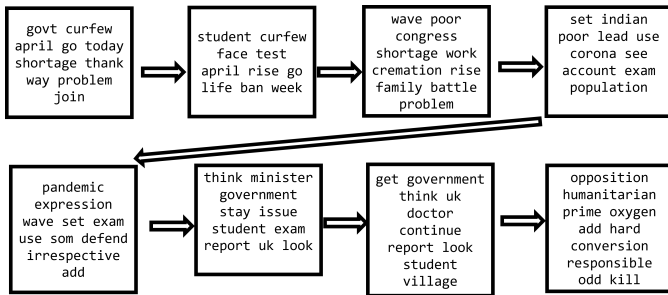 govt curfew
april go today
shortage thank
way problem
join
student curfew
face test
april rise go
life ban week
wave poor
congress
shortage work
cremation rise
family battle
problem
set indian
poor lead use
corona see
account exam
population
pandemic
expression
wave set exam
use som defend
irrespective
add
think minister
government
stay issue
student exam
report uk look
get government
think uk
doctor
continue
report look
student
village
opposition
humanitarian
prime oxygen
add hard
conversion
responsible
odd kill